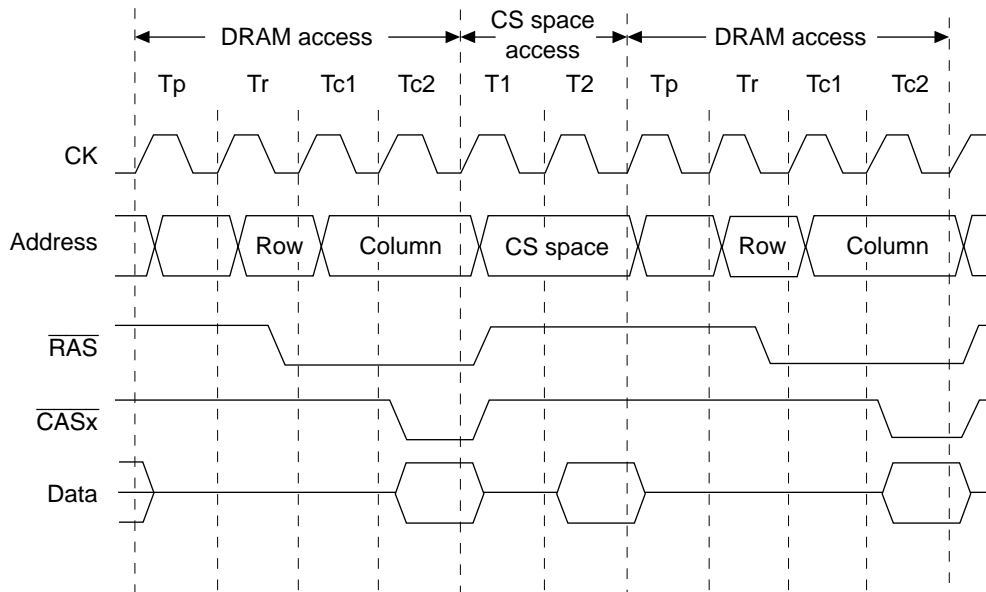 DRAM access
CS space
access
DRAM access
Tp Tr Tc1 Tc2 T1 T2 Tp Tr Tc1 Tc2
CK
Address Row Column CS space Row Column
RAS
CASx
Data